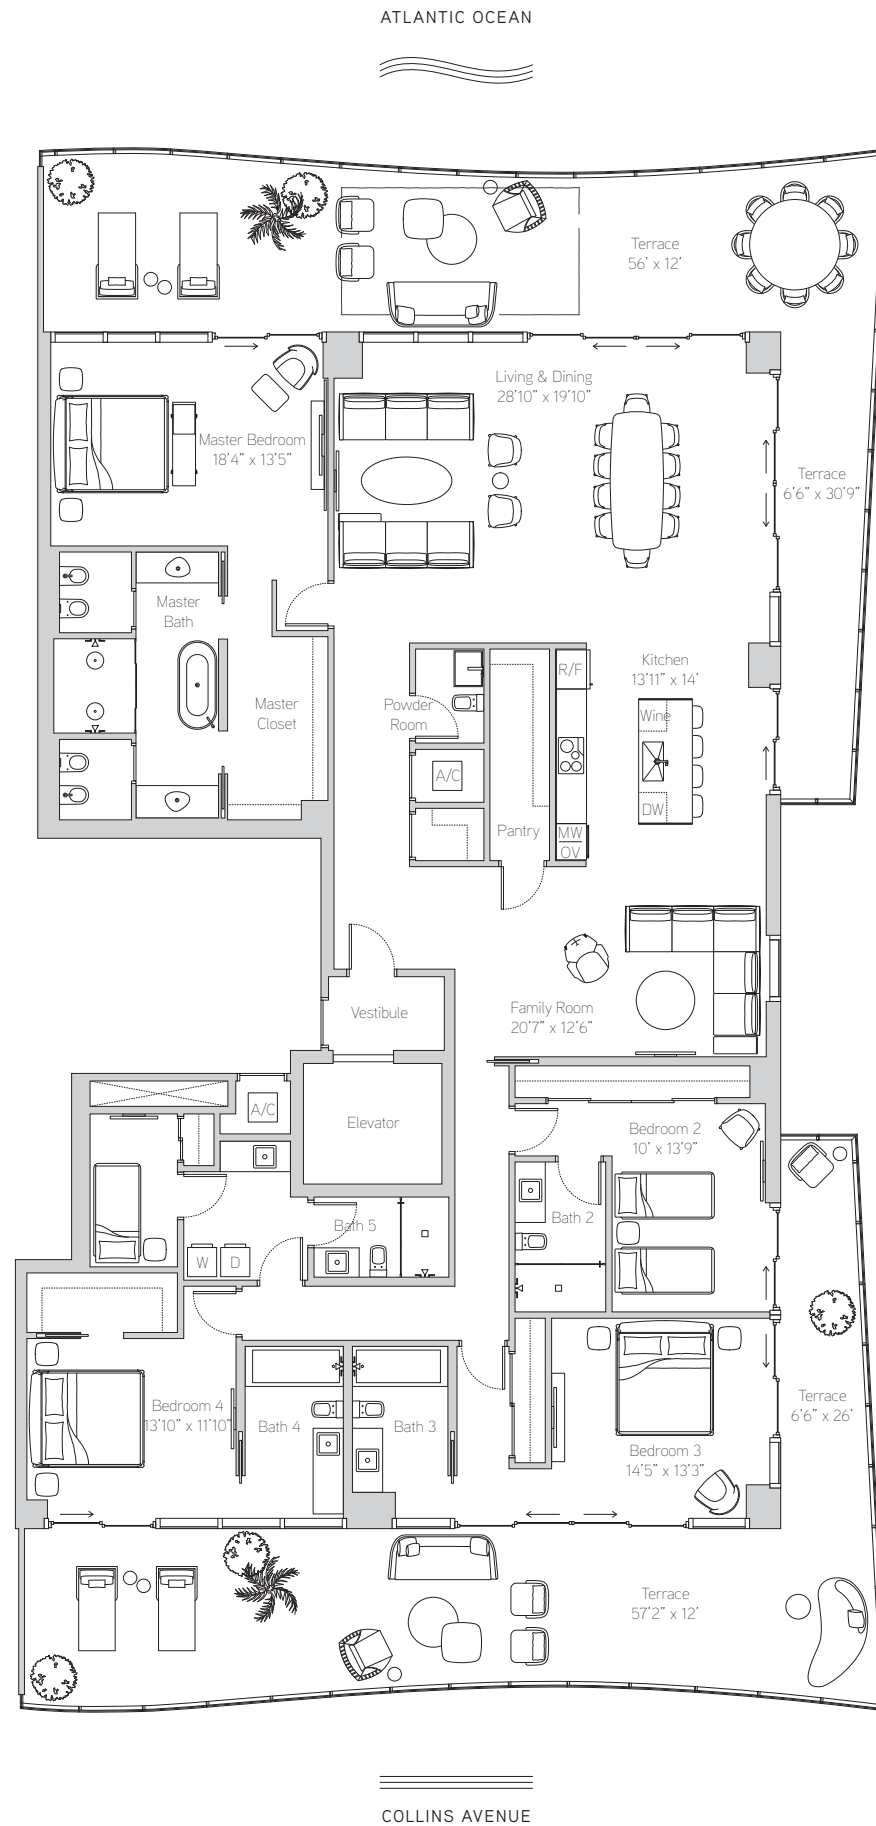 ATLANTIC OCEAN
Terrace
56' x 12'
Living & Dining
28'10" x 19'10"
Master Bedroom
18'4" x 13'5"
Terrace
6'6" x 30'9"
Master
Bath
Kitchen
13'11" x 14'
R/F
Master
Closet
Powder
Room
Wine
A/C
DW
Pantry
MW
OV
Family Room
20'7" x 12'6"
Vestibule
A/C
Elevator
Bedroom 2
10' x 13'9"
Bath 5
Bath 2
W
D
Bedroom 4
13'10" x 11'10"
Bath 4
Bath 3
Terrace
6'6" x 26'
Bedroom 3
14'5" x 13'3"
Terrace
57'2" x 12'
COLLINS AVENUE